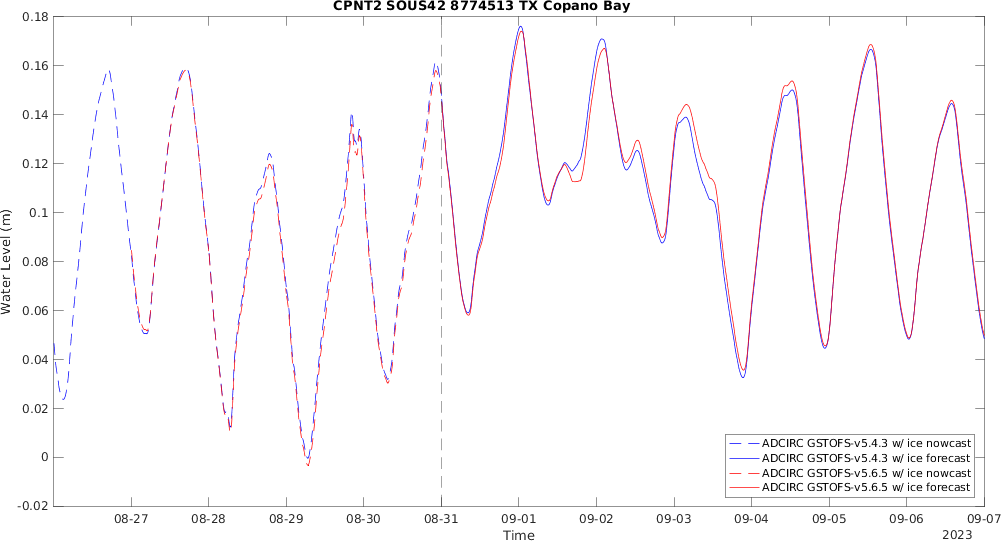 CPNT2 SOUS42 8774513 TX Copano Bay
0.18
0.16
0.14
0.12
0.1
0.08
0.06
0.04
0.02
0
-0.02
Water Level (m)
08-27 08-28 08-29 08-30 08-31 09-01 09-02 09-03 09-04 09-05 09-06 09-07
Time
2023
ADCIRC GSTOFS-v5.4.3 w/ ice nowcast
ADCIRC GSTOFS-v5.4.3 w/ ice forecast
ADCIRC GSTOFS-v5.6.5 w/ ice nowcast
ADCIRC GSTOFS-v5.6.5 w/ ice forecast